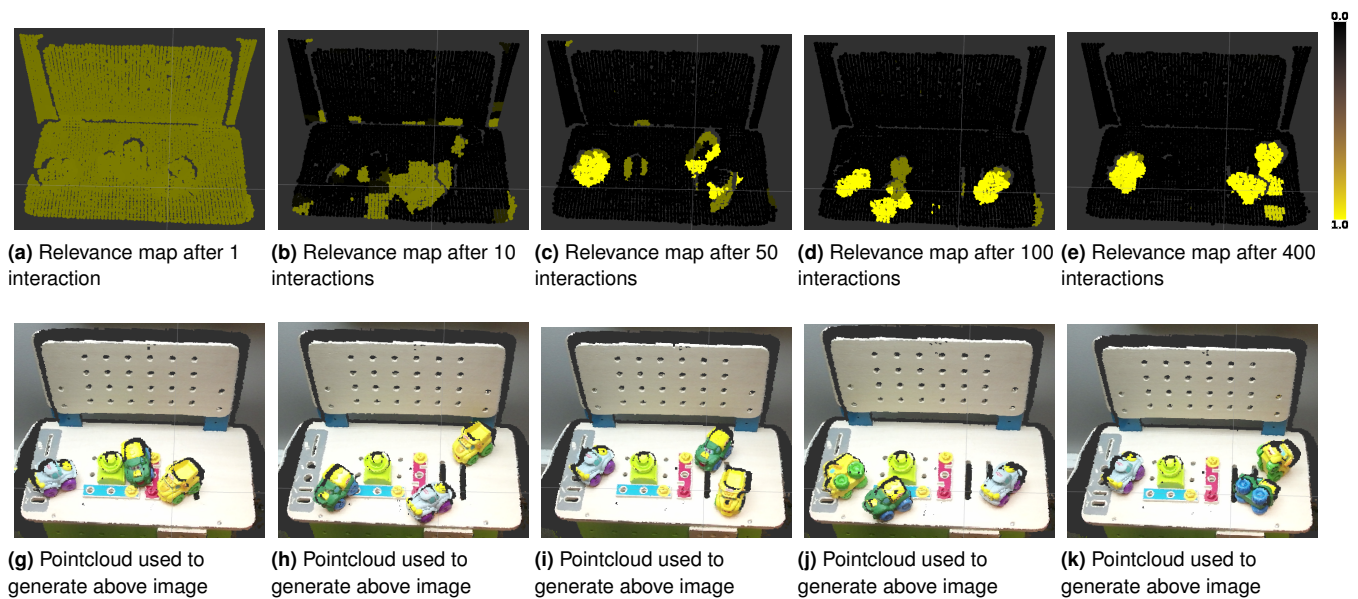 0.0
1.0
(a) Relevance map after 1
interaction
(b) Relevance map after 10
interactions
(c) Relevance map after 50
interactions
(d) Relevance map after 100
interactions
(e) Relevance map after 400
interactions
(g) Pointcloud used to
generate above image
(h) Pointcloud used to
generate above image
(i) Pointcloud used to
generate above image
(j) Pointcloud used to
generate above image
(k) Pointcloud used to
generate above image